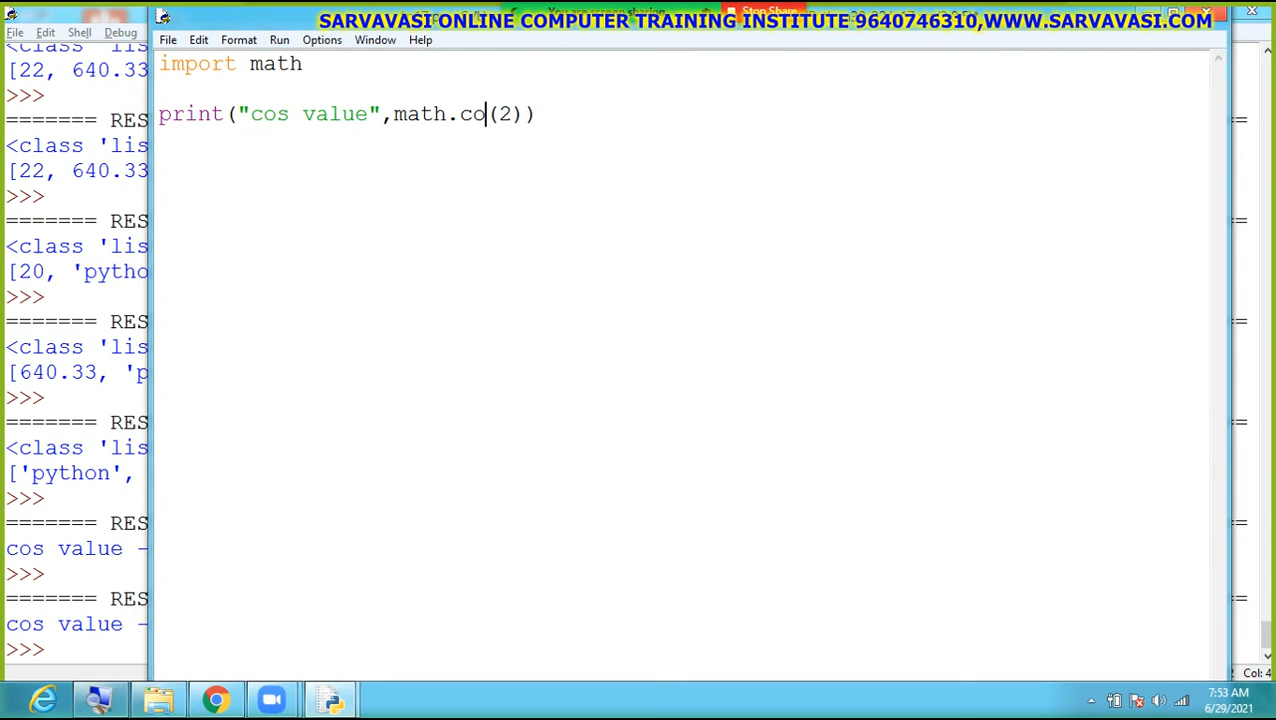 SARVAVASI ONLINE COMPUTER TRAINING INSTITUTE 9640746310,WWW.SARVAVASI.COM
File Edit Shell Debug
File Edit Format Run Options Window Help
import math
print("cos value",math.co(2))
<class 'lis
[22, 640.33
>>>
======= RES
<class 'lis
[22, 640.33
>>>
======= RES
<class 'lis
[20, 'pytho
>>>
======= RES
<class 'lis
[640.33, 'p
>>>
======= RES
<class 'lis
['python',
>>>
======= RES
cos value -
>>>
======= RES
cos value -
>>>
Col: 4
7:53 AM
6/29/2021